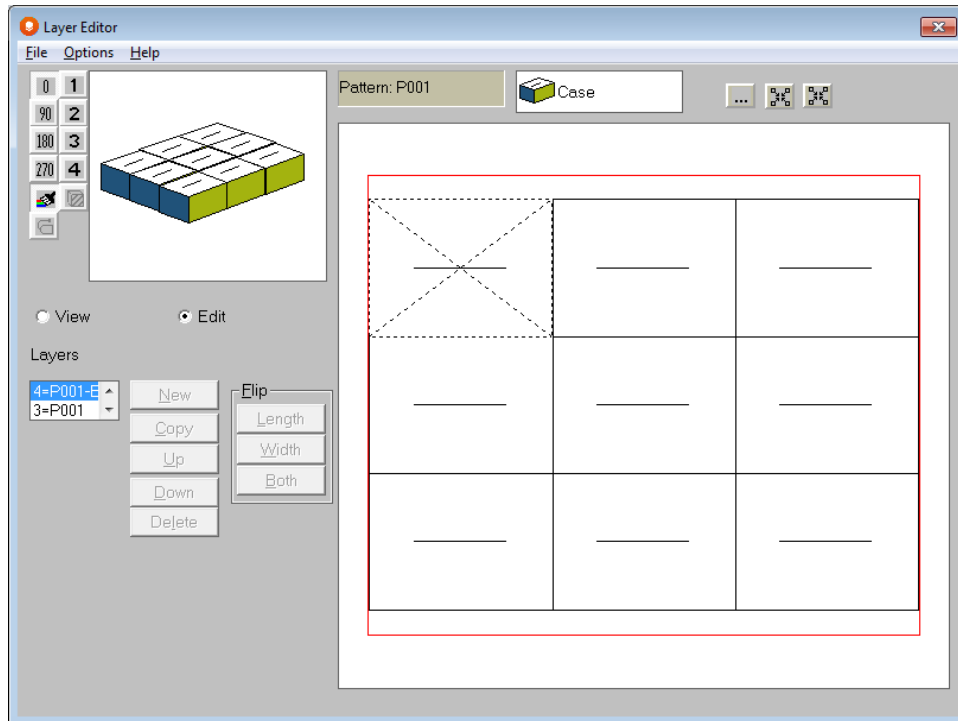 Layer Editor
File Options Help
0 1
90 2
180 3
270 4
Pattern: P001
Case
...
View
Edit
Layers
4=P001-E
3=P001
New
Copy
Up
Down
Delete
Flip
Length
Width
Both